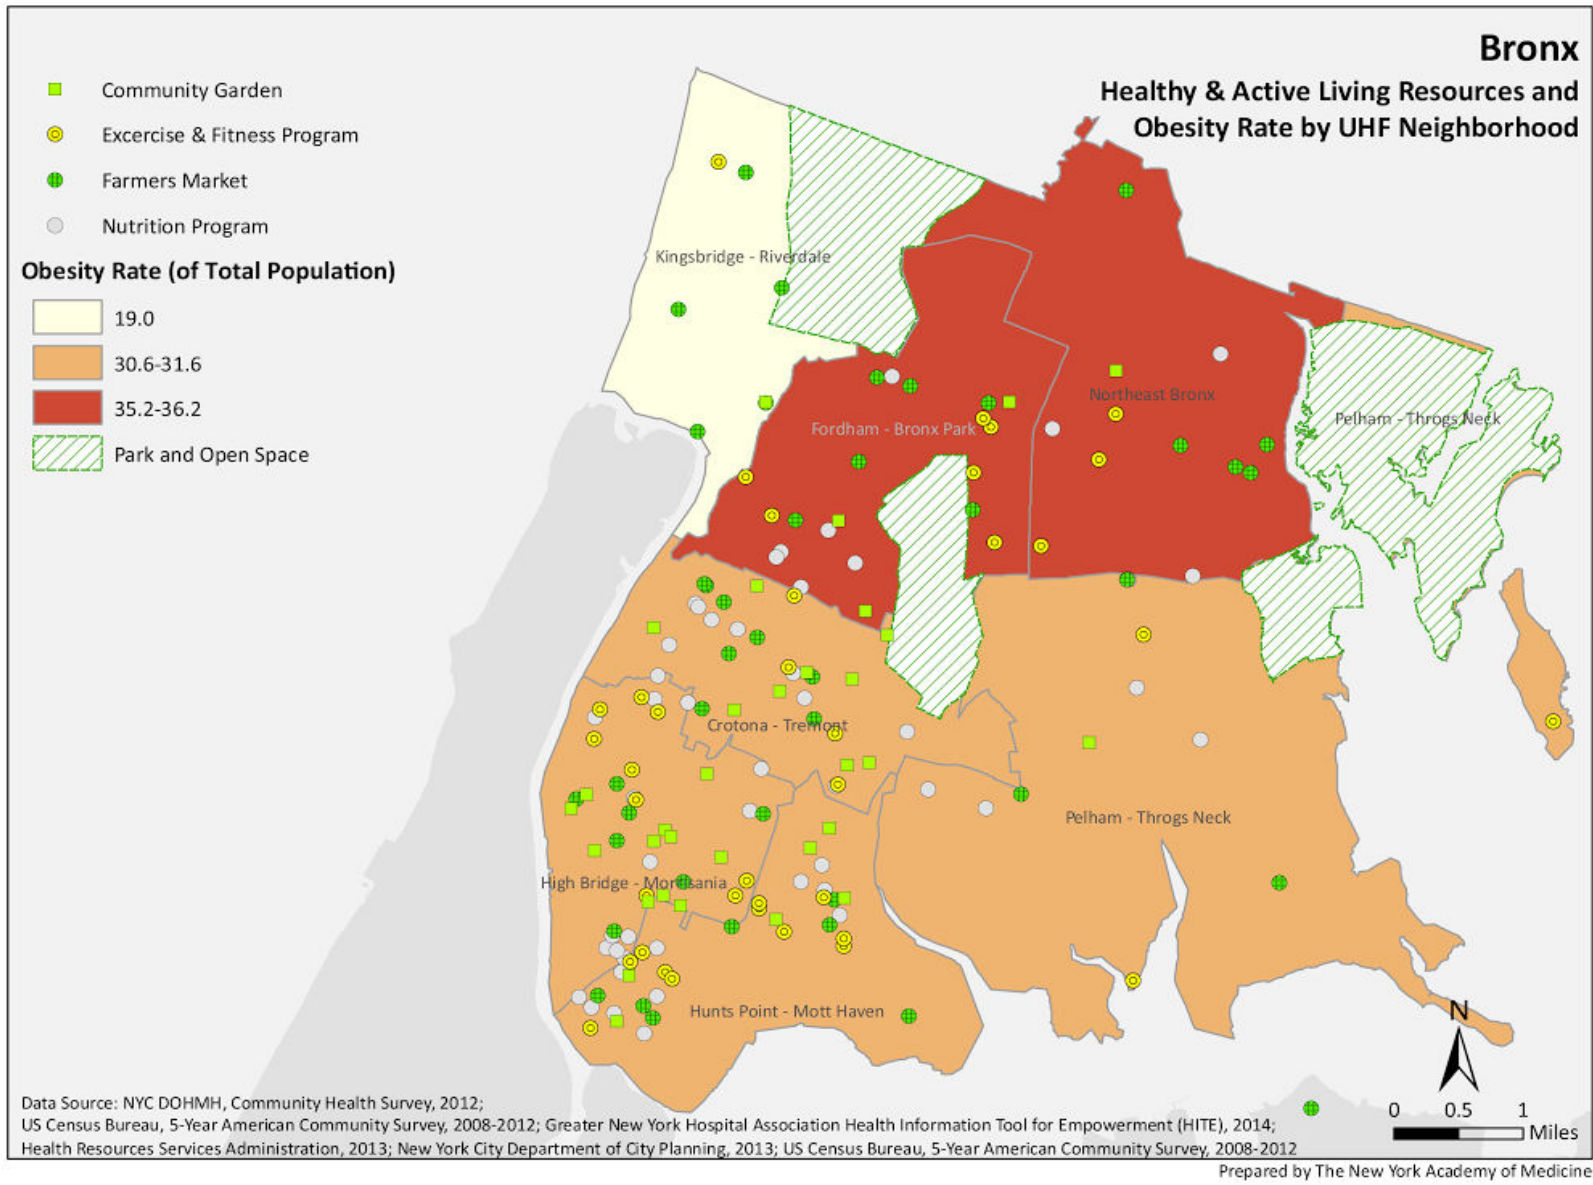 Bronx
Healthy & Active Living Resources and
Obesity Rate by UHF Neighborhood
Community Garden
Excercise & Fitness Program
Farmers Market
Nutrition Program
Obesity Rate (of Total Population)
19.0
30.6-31.6
35.2-36.2
Park and Open Space
Kingsbridge - Riverdale
Northeast Bronx
Pelham - Throgs Neck
Fordham - Bronx Park
Crotona - Tremont
Pelham - Throgs Neck
High Bridge - Morrisania
Hunts Point - Mott Haven
N
0 0.5 1
Miles
Data Source: NYC DOHMH, Community Health Survey, 2012;
US Census Bureau, 5-Year American Community Survey, 2008-2012; Greater New York Hospital Association Health Information Tool for Empowerment (HITE), 2014;
Health Resources Services Administration, 2013; New York City Department of City Planning, 2013; US Census Bureau, 5-Year American Community Survey, 2008-2012
Prepared by The New York Academy of Medicine